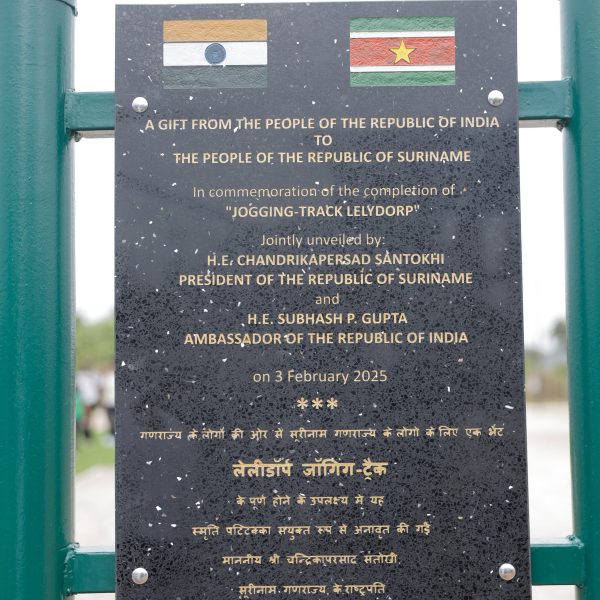 A GIFT FROM THE PEOPLE OF THE REPUBLIC OF INDIA
TO
THE PEOPLE OF THE REPUBLIC OF SURINAME
In commemoration of the completion of
"JOGGING-TRACK LELYDORP"
Jointly unveiled by:
H.E. CHANDRIKAPERSAD SANTOKHI
PRESIDENT OF THE REPUBLIC OF SURINAME
and
H.E. SUBHASH P. GUPTA
AMBASSADOR OF THE REPUBLIC OF INDIA
on 3 February 2025
***
गणराज्य के लोगों की ओर से सूरीनाम गणराज्य के लोगों के लिए एक भेंट
लेलीडॉर्प जॉगिंग-ट्रैक
के पूर्ण होने के उपलक्ष्य में यह
स्मृति पटिटक्का संयुक्त रूप से अनावृत की गई
माननीय श्री चन्द्रिकापरसाद संतोखी,
सूरीनाम गणराज्य के राष्ट्रपति